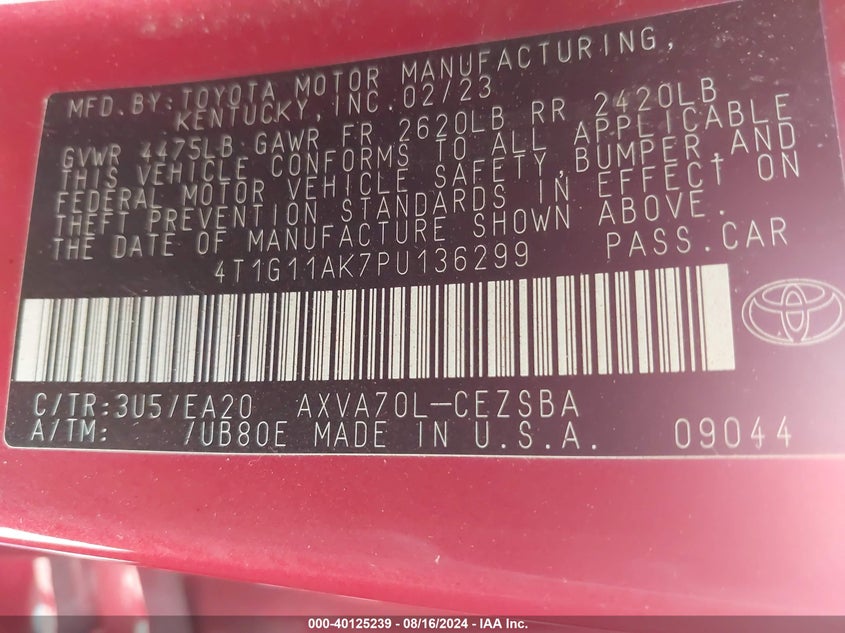 MFD. BY: TOYOTA MOTOR MANUFACTURING,
KENTUCKY, INC. 02/23
GVWR 4475LB GAWR FR 2620LB RR 2420LB
THIS VEHICLE CONFORMS TO ALL APPLICABLE
FEDERAL MOTOR VEHICLE SAFETY, BUMPER, AND
THEFT PREVENTION STANDARDS IN EFFECT ON
THE DATE OF MANUFACTURE SHOWN ABOVE.
4T1G11AK7PU136299 PASS. CAR
C/TR: 3U5/EA20 AXVA70L-CEZSBA
A/TM: /UB80E MADE IN U.S.A. 09044
000-40125239 - 08/16/2024 - IAA Inc.